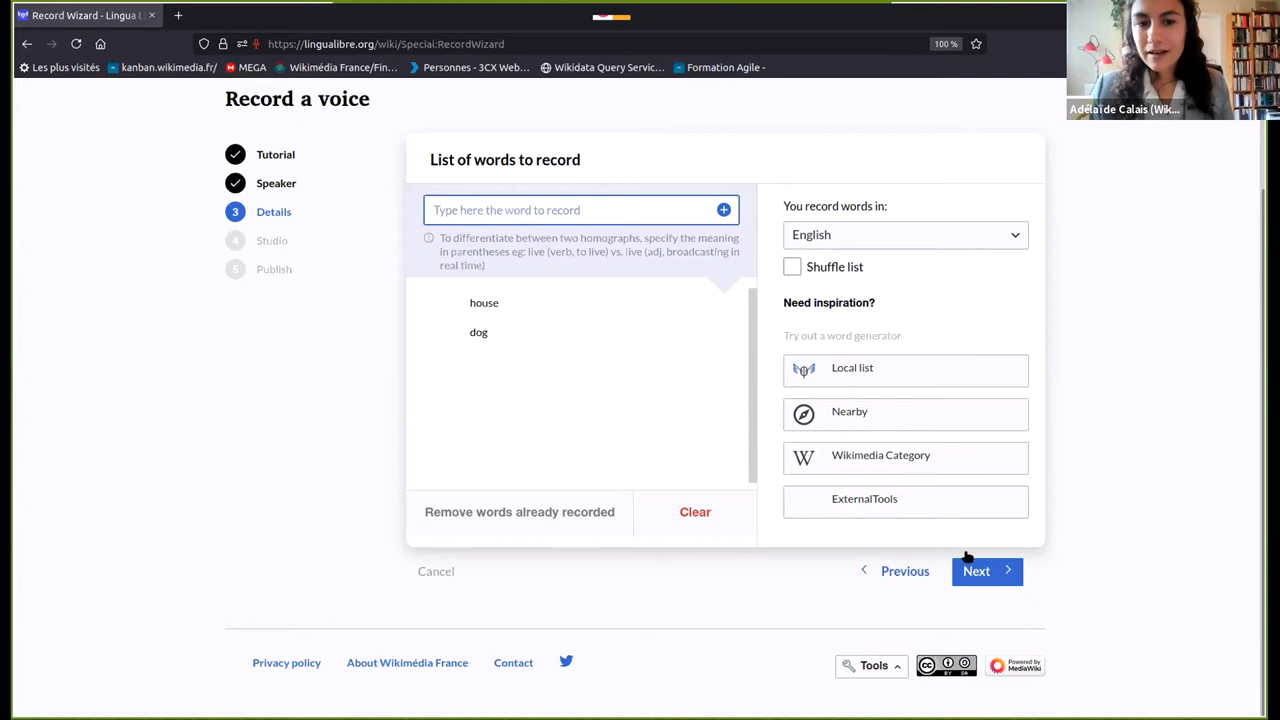 Record Wizard - Lingua L
https://lingualibre.org/wiki/Special:RecordWizard
100 %
Les plus visités
kanban.wikimedia.fr/
MEGA
Wikimédia France/Fin...
Personnes - 3CX Web...
Wikidata Query Servic...
Formation Agile -
Adélaïde Calais (Wik...
Record a voice
Tutorial
Speaker
3 Details
4 Studio
5 Publish
List of words to record
Type here the word to record
To differentiate between two homographs, specify the meaning
in parentheses eg: live (verb, to live) vs. live (adj, broadcasting in
real time)
house
dog
Remove words already recorded
Clear
You record words in:
English
Shuffle list
Need inspiration?
Try out a word generator
Local list
Nearby
W Wikimedia Category
ExternalTools
Cancel
Previous
Next
Privacy policy
About Wikimédia France
Contact
Tools
CC BY SA
Powered by
MediaWiki